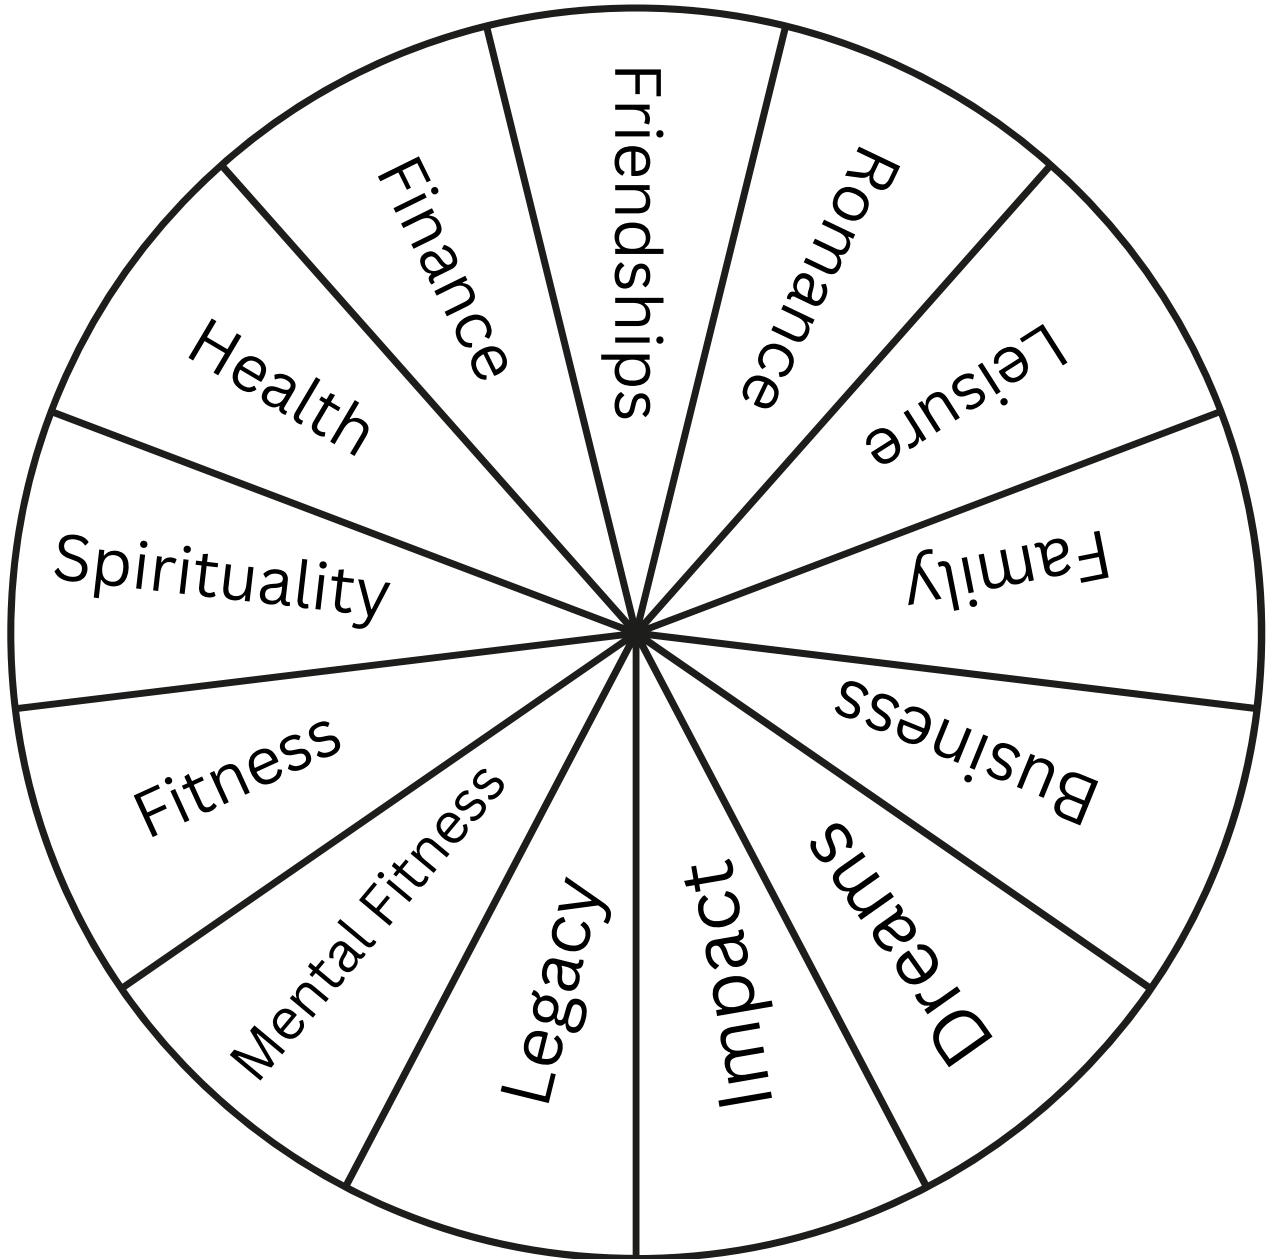 Friendships
Romance
Leisure
Family
Business
Dreams
Impact
Legacy
Mental Fitness
Fitness
Spirituality
Health
Finance